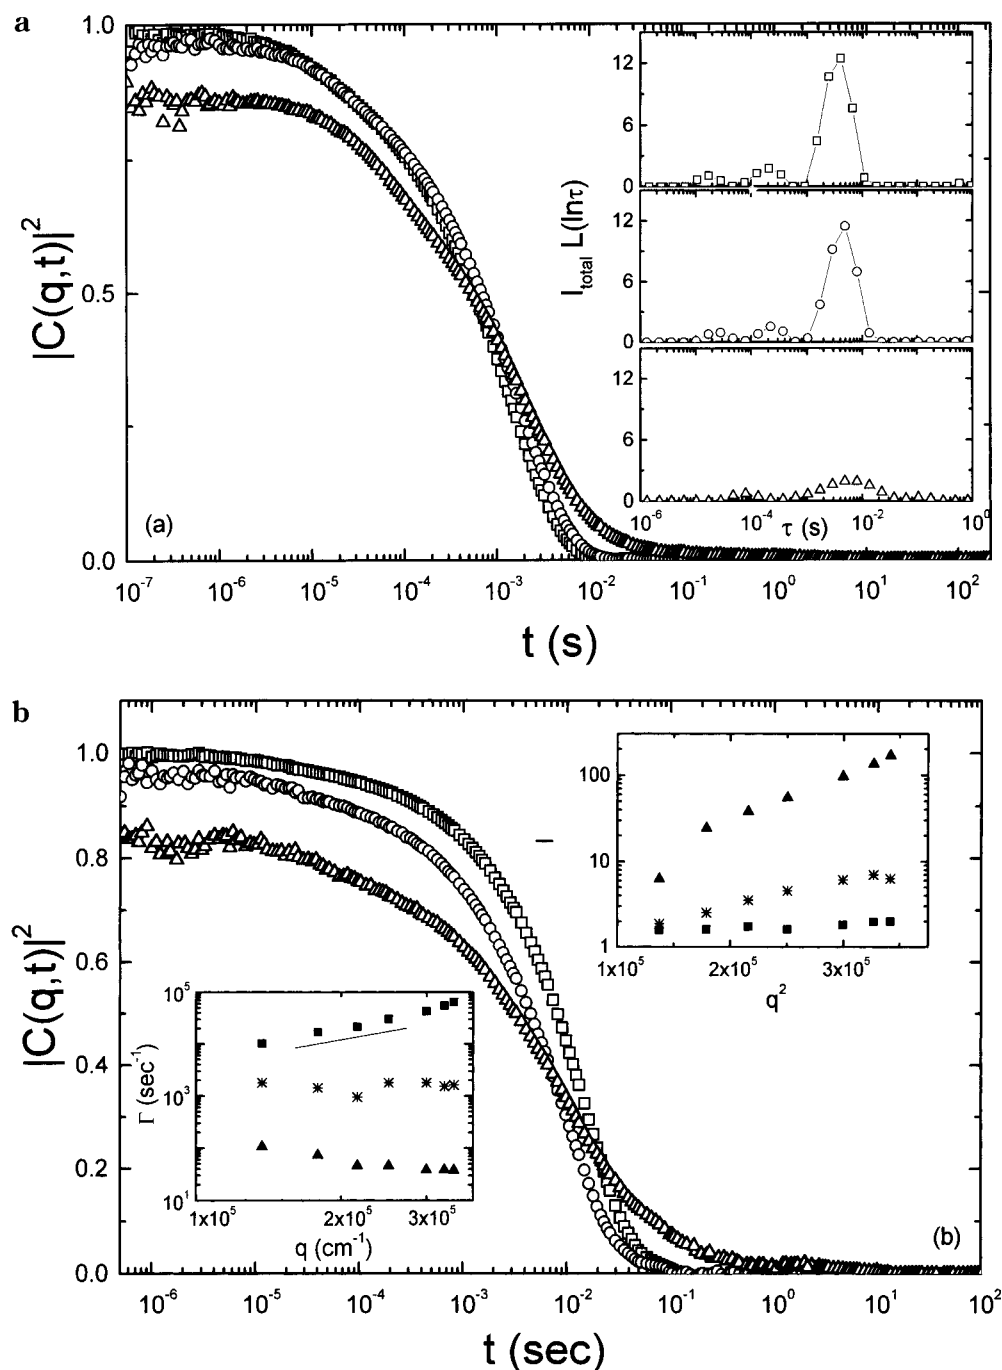 a
1.0
0.5
0.0
|C(q,t)|²
(a)
10⁻⁷ 10⁻⁶ 10⁻⁵ 10⁻⁴ 10⁻³ 10⁻² 10⁻¹ 10⁰ 10¹ 10²
t (s)
I_total L(lnτ)
12
6
0
12
6
0
12
6
0
10⁻⁶ 10⁻⁴ 10⁻² 10⁰
τ (s)
b
1.0
0.8
0.6
0.4
0.2
0.0
|C(q,t)|²
100
10
1
1x10⁵ 2x10⁵ 3x10⁵
q²
Γ (sec⁻¹)
10⁵
10³
10¹
1x10⁵ 2x10⁵ 3x10⁵
q (cm⁻¹)
(b)
10⁻⁶ 10⁻⁵ 10⁻⁴ 10⁻³ 10⁻² 10⁻¹ 10⁰ 10¹ 10²
t (sec)